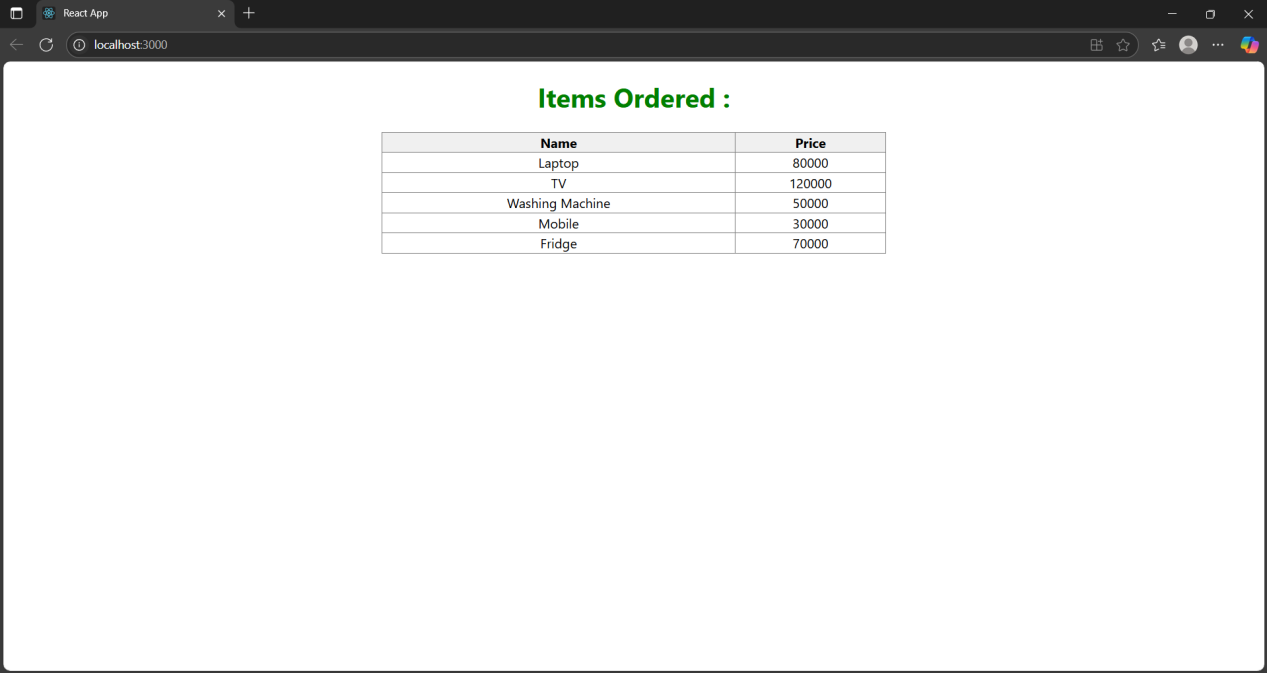 React App
localhost:3000
Items Ordered :
Name Price
Laptop 80000
TV 120000
Washing Machine 50000
Mobile 30000
Fridge 70000